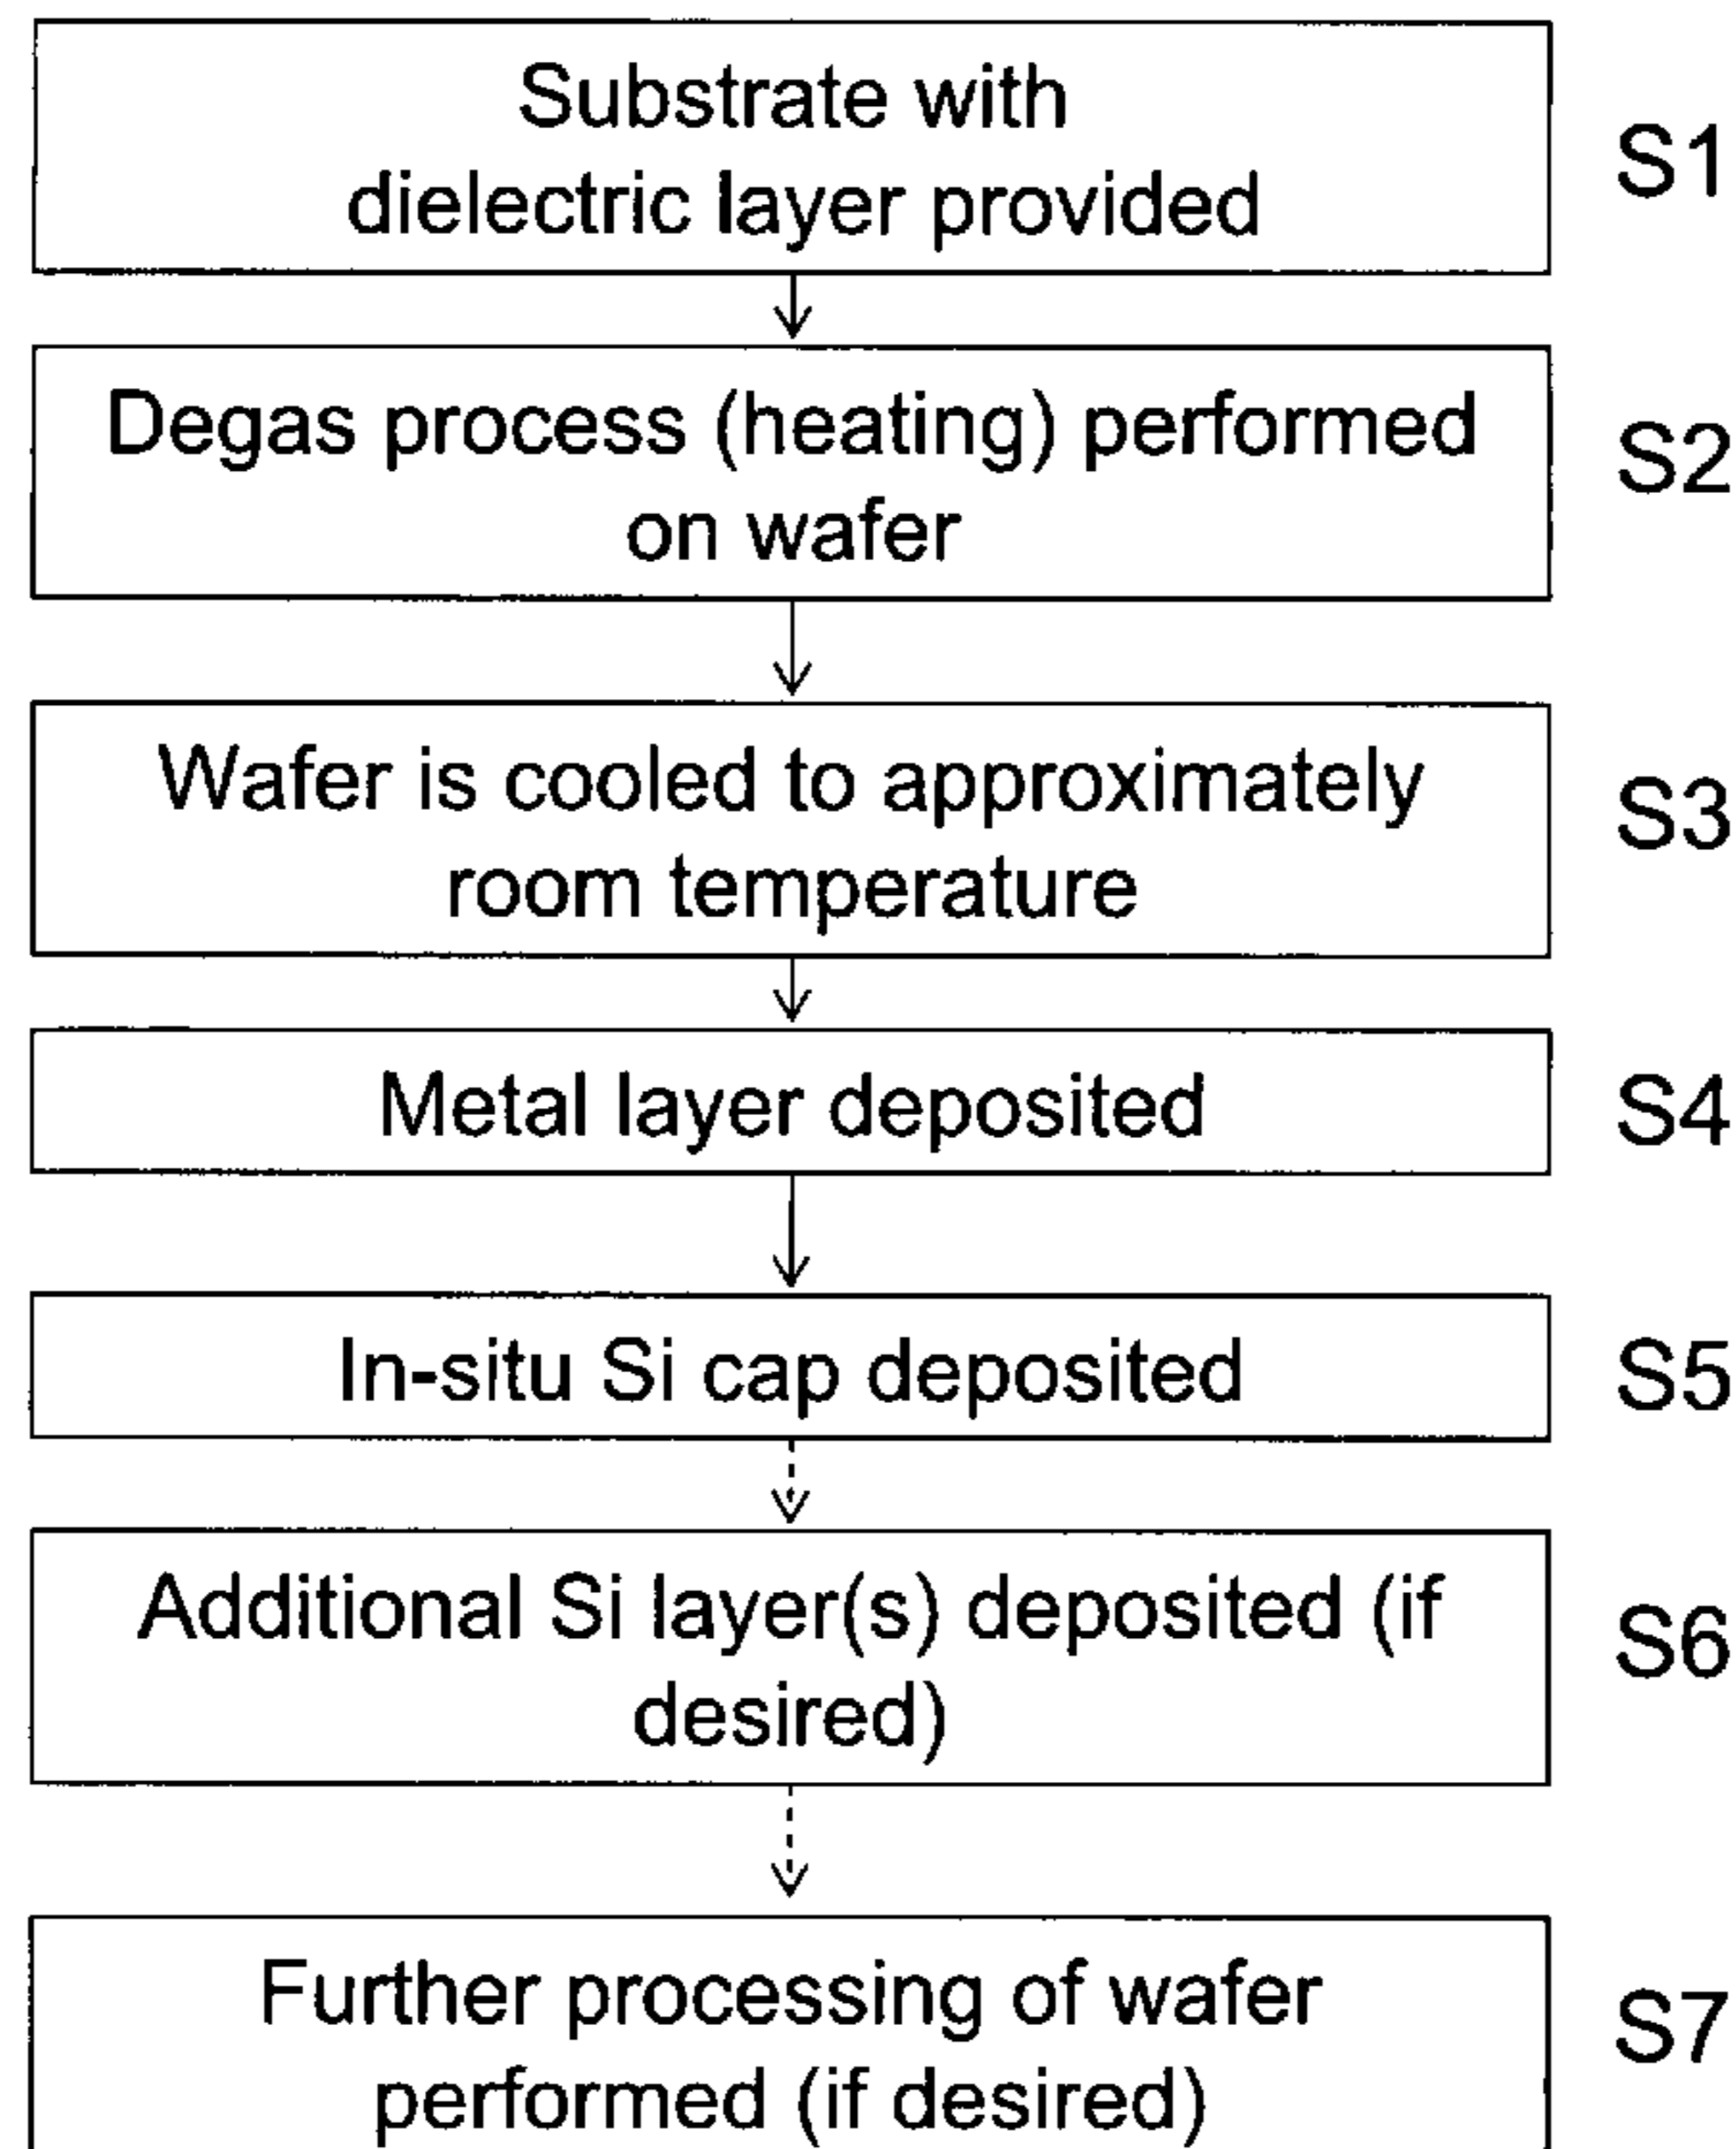 Substrate with
dielectric layer provided
S1
Degas process (heating) performed
on wafer
S2
Wafer is cooled to approximately
room temperature
S3
Metal layer deposited
S4
In-situ Si cap deposited
S5
Additional Si layer(s) deposited (if
desired)
S6
Further processing of wafer
performed (if desired)
S7